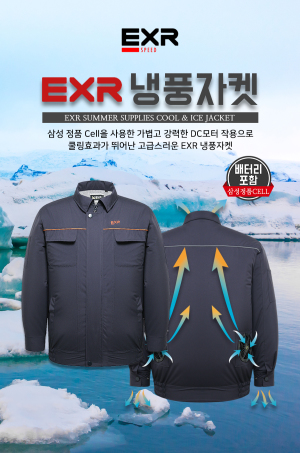 EXR
SPEED
EXR 냉풍자켓
EXR SUMMER SUPPLIES COOL & ICE JACKET
삼성 정품 Cell을 사용한 가볍고 강력한 DC모터 작용으로
쿨링효과가 뛰어난 고급스러운 EXR 냉풍자켓
배터리
포함
삼성정품CELL